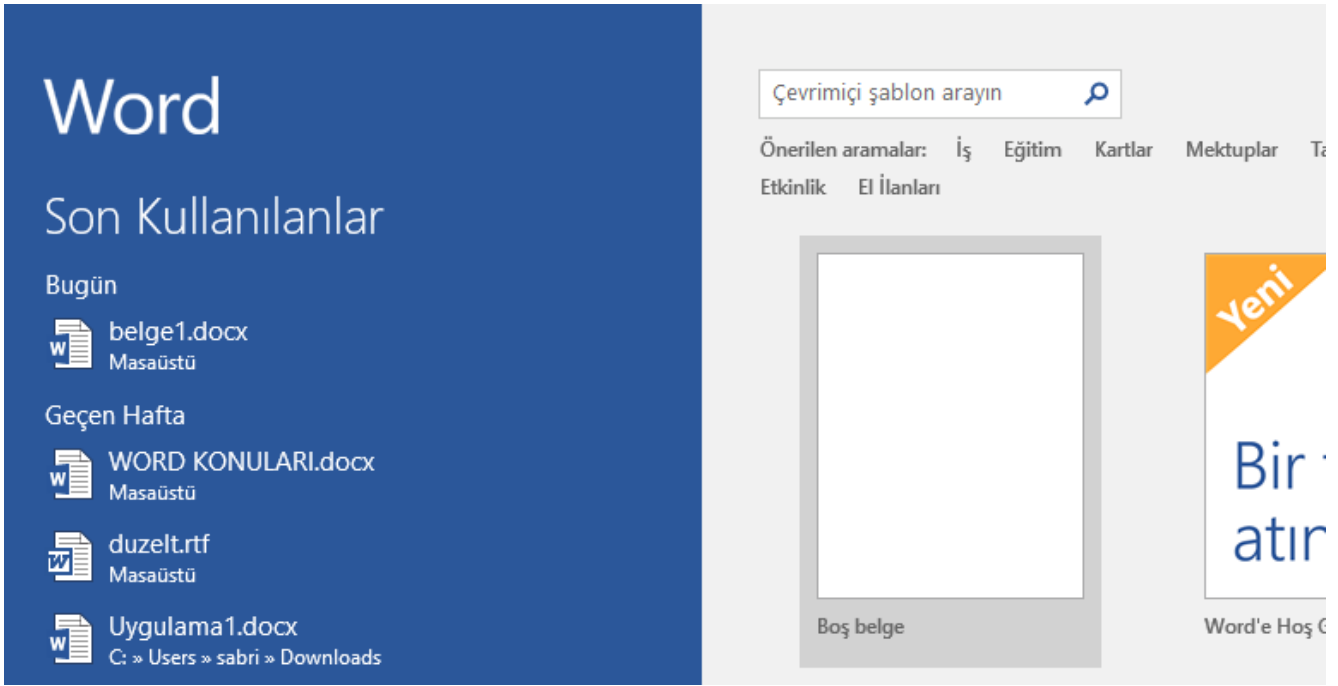 Word
Son Kullanılanlar
Bugün
belge1.docx
Masaüstü
Geçen Hafta
WORD KONULARI.docx
Masaüstü
duzelt.rtf
Masaüstü
Uygulama1.docx
C: » Users » sabri » Downloads
Çevrimiçi şablon arayın
Önerilen aramalar: İş Eğitim Kartlar Mektuplar
Etkinlik El İlanları
Boş belge
Yeni
Bir
atın
Word'e Hoş